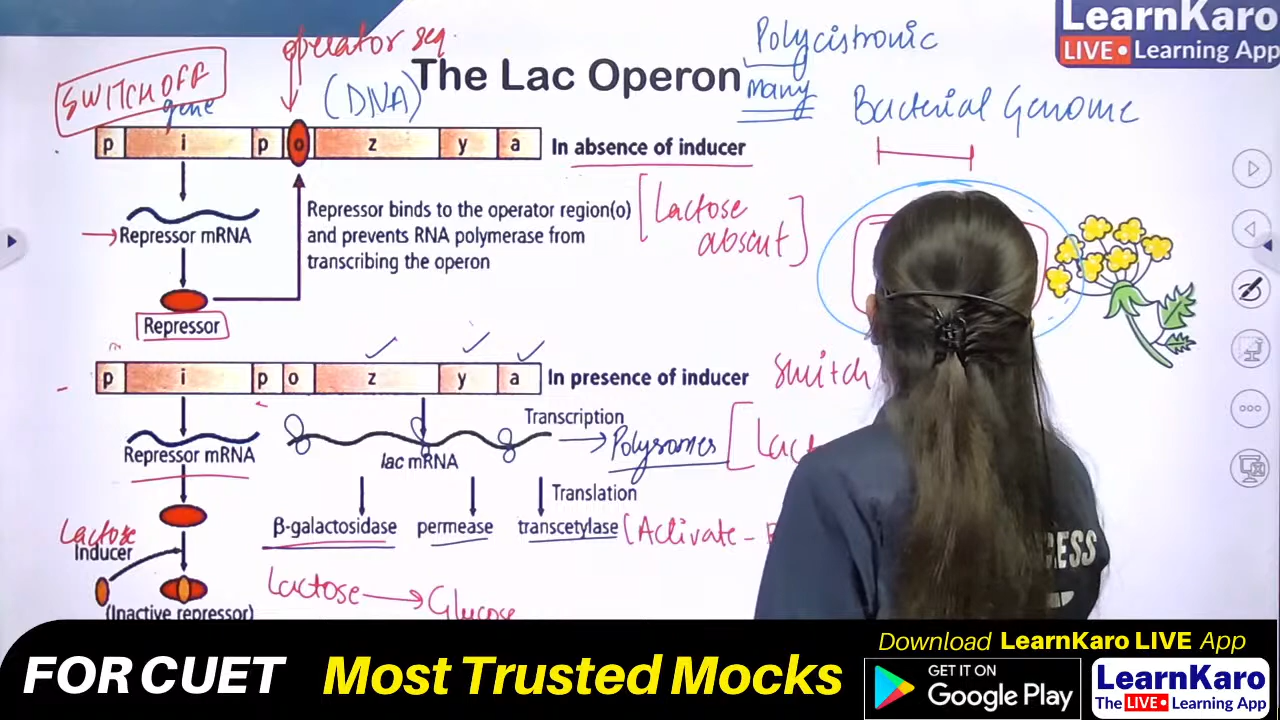 LearnKaro
LIVE • Learning App
operator seq.
Polycistronic
many
SWITCH OFF
gene
(DNA)
The Lac Operon
Bacterial Genome
p i p o z y a
In absence of inducer
Repressor binds to the operator region(o)
and prevents RNA polymerase from
transcribing the operon
[Lactose
absent]
Repressor mRNA
Repressor
p i p o z y a
In presence of inducer
Switch
Transcription
Polysomes
Repressor mRNA
lac mRNA
Translation
β-galactosidase permease transcetylase
(Activate -
Lactose
Inducer
Lactose → Glucose
(Inactive repressor)
CESS
FOR CUET Most Trusted Mocks
Download LearnKaro LIVE App
GET IT ON
Google Play
LearnKaro
The LIVE • Learning App